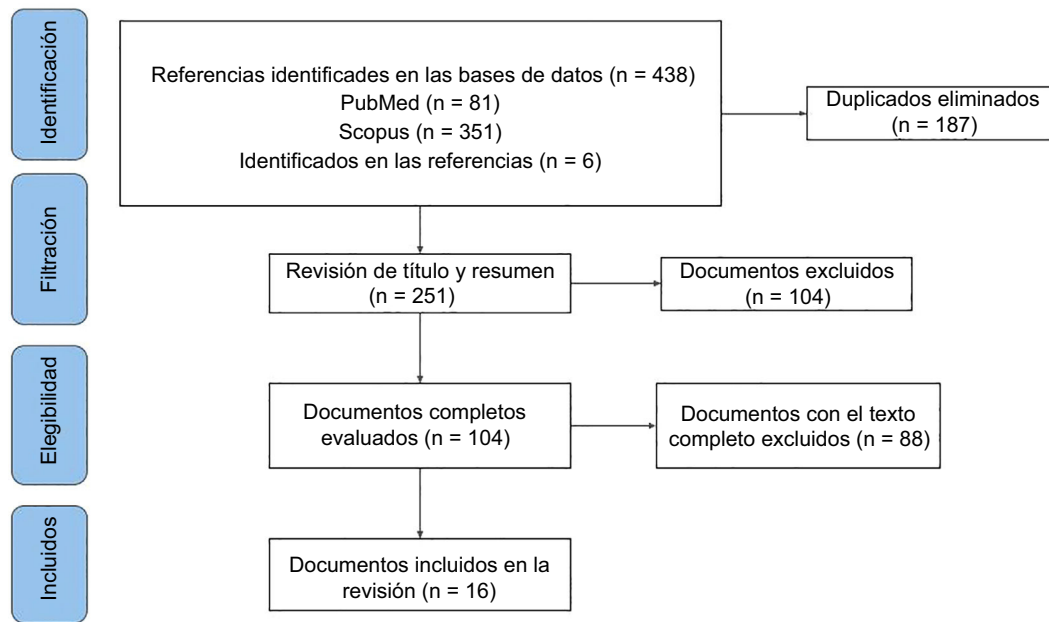 Identificación
Referencias identificades en las bases de datos (n = 438)
PubMed (n = 81)
Scopus (n = 351)
Identificados en las referencias (n = 6)
Duplicados eliminados
(n = 187)
Filtración
Revisión de título y resumen
(n = 251)
Documentos excluidos
(n = 104)
Elegibilidad
Documentos completos
evaluados (n = 104)
Documentos con el texto
completo excluidos (n = 88)
Incluidos
Documentos incluidos en la
revisión (n = 16)